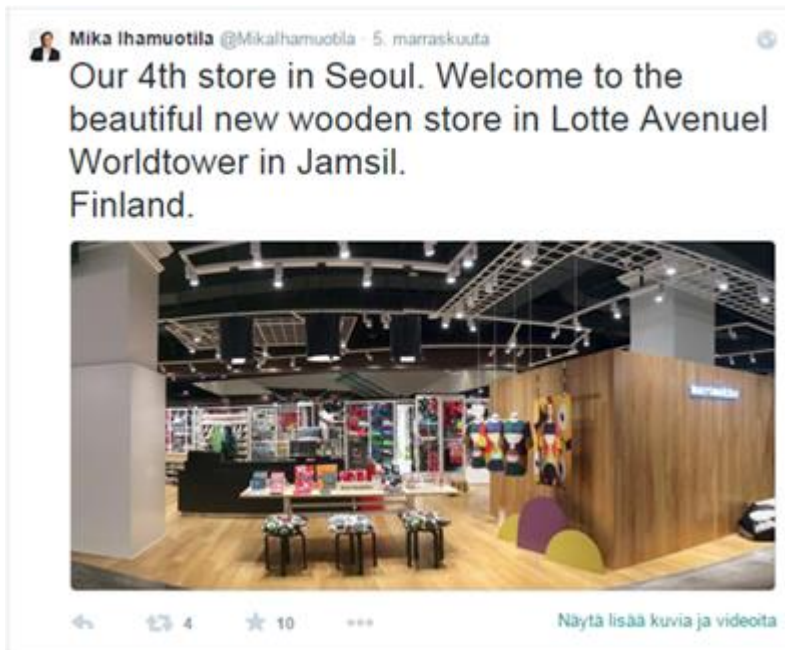 Mika Ihamuotila @MikaIhamuotila · 5. marraskuuta
Our 4th store in Seoul. Welcome to the
beautiful new wooden store in Lotte Avenuel
Worldtower in Jamsil.
Finland.
4 10
Näytä lisää kuvia ja videoita